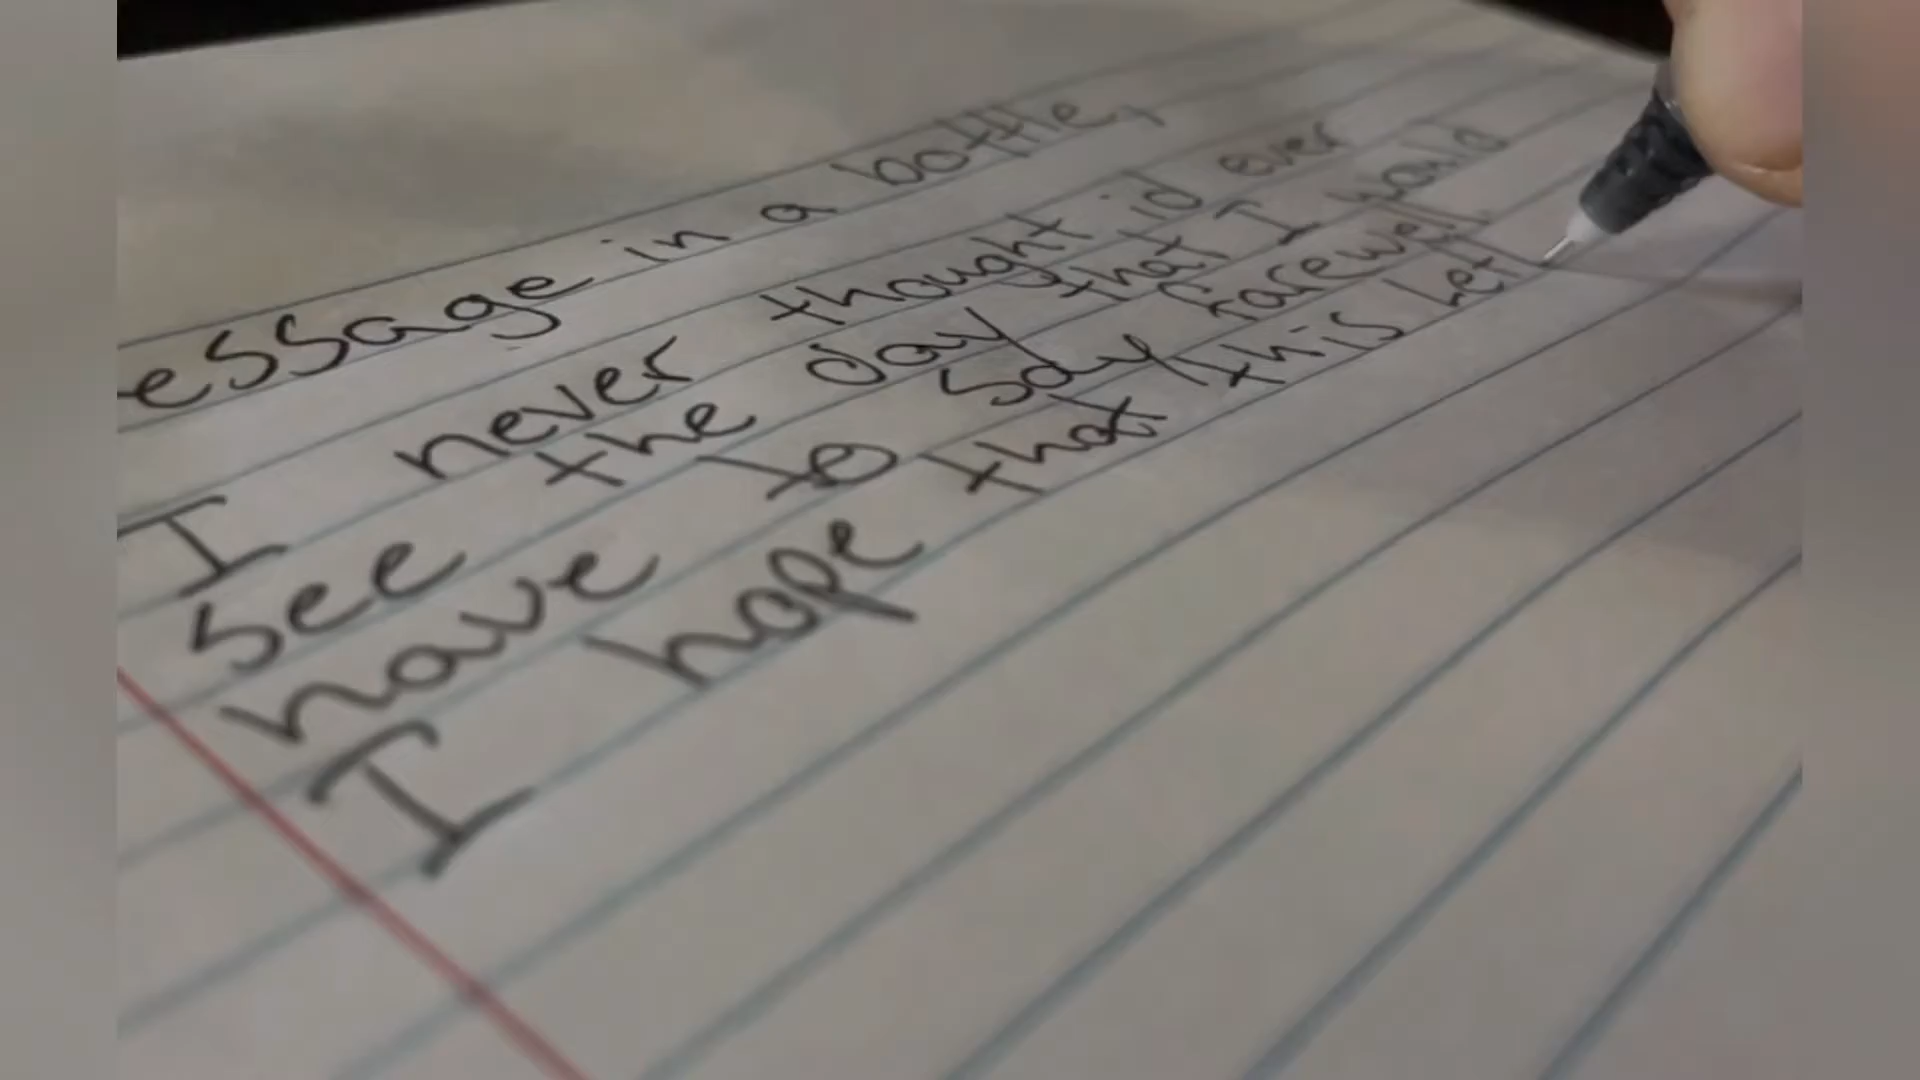 essage in a bottle,
I never thought id ever
see the day that I would
have to say farewell.
I hope that this Let